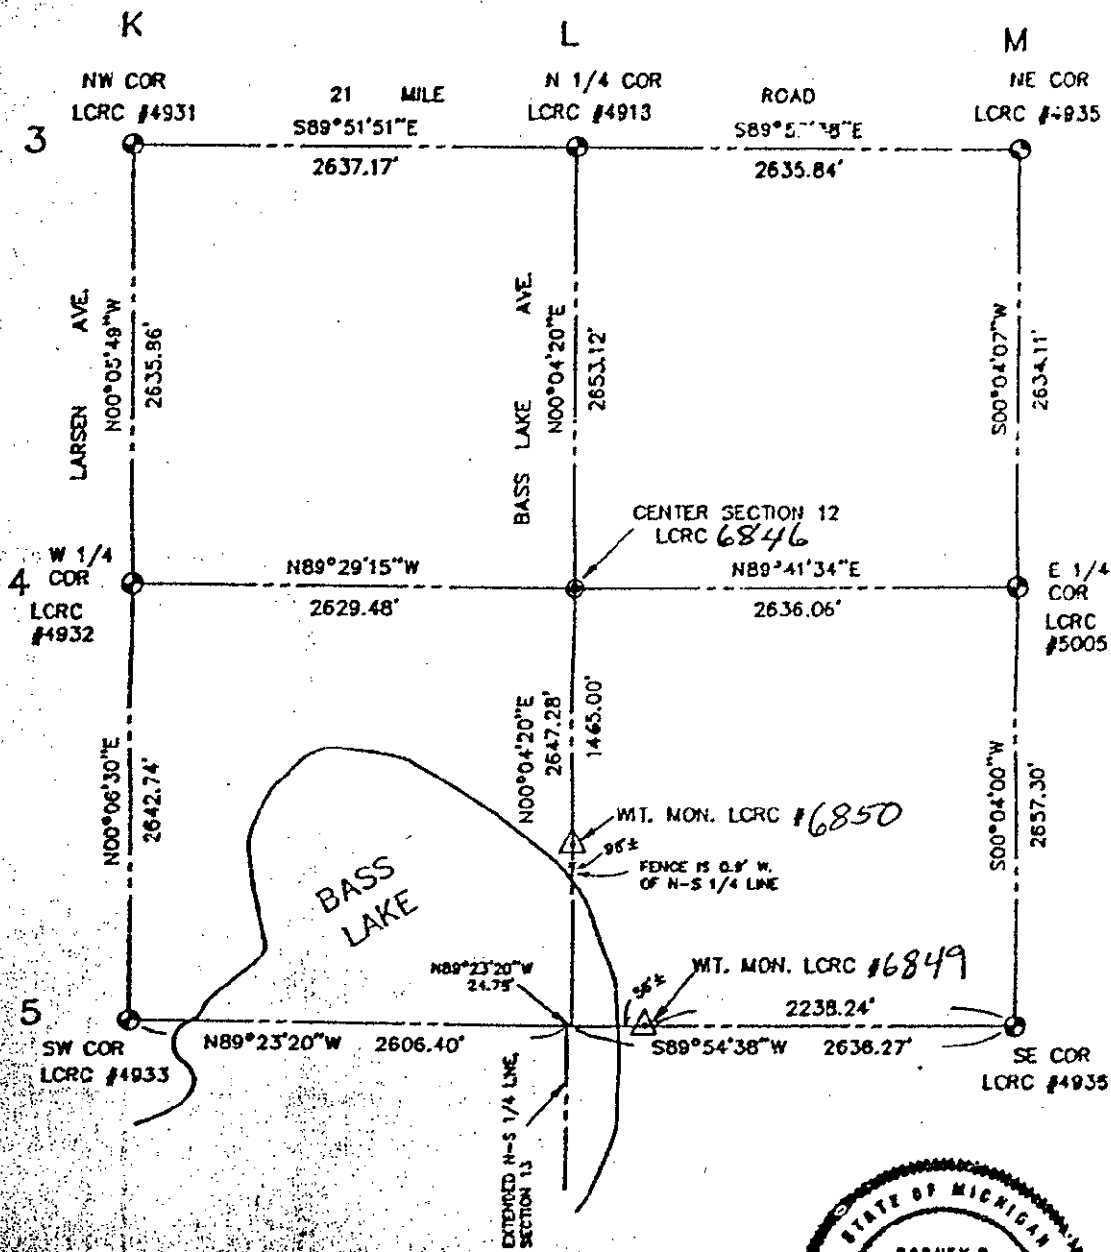 K
L
M
NW COR
LCRC #4931
21 MILE
S89°51'51"E
2637.17'
N 1/4 COR
LCRC #4913
ROAD
2635.84'
NE COR
3
LARSEN AVE.
N00°05'49"W
2635.86'
BASS LAKE AVE.
N00°04'20"E
2653.12'
S00°04'07"W
2634.11'
CENTER SECTION 12
LCRC 6846
W 1/4
COR
4
LCRC
#4932
N89°29'15"W
2629.48'
N89°41'34"E
2636.06'
E 1/4
COR
LCRC
#5005
N00°06'30"E
2642.74'
N00°04'20"E
2647.28'
1465.00'
S00°04'00"W
2657.30'
WIT. MON. LCRC #6850
FENCE IS 0.9' W.
OF N-S 1/4 LINE
BASS
LAKE
N89°23'20"W
24.75'
WIT. MON. LCRC #6849
2238.24'
5
SW COR
LCRC #4933
N89°23'20"W 2606.40'
S89°54'38"W
SE COR
LCRC #4935
EXTENDED N-S 1/4 LINE,
SECTION 13
STATE OF MICHIGAN